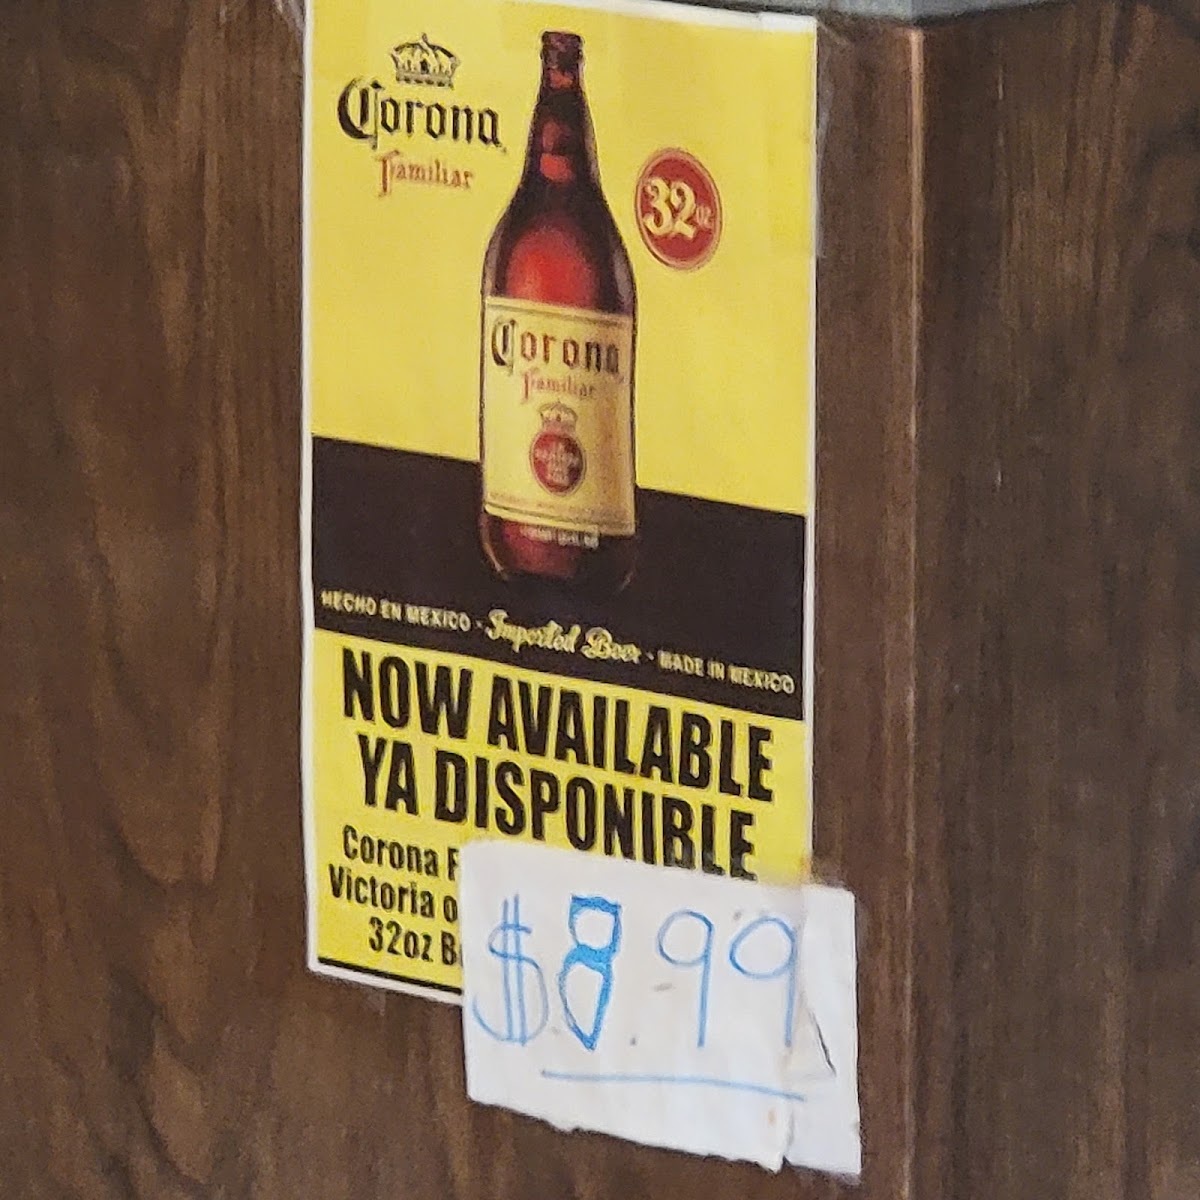 Corona
Familiar
32oz
Corona
Familiar
HECHO EN MEXICO · Imported Beer · MADE IN MEXICO
NOW AVAILABLE
YA DISPONIBLE
Corona F
Victoria o
32oz B
$8.99